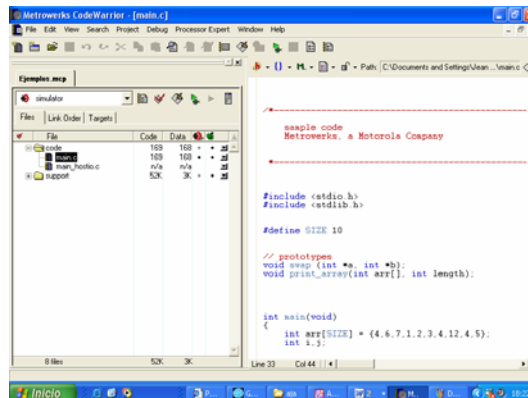 Metrowerks CodeWarrior - [main.c]
File Edit View Search Project Debug Processor Expert Window Help
Ejemplos.mcp
simulator
Files Link Order Targets
File Code Data
code 169 168
main.c 169 168
main_hostio.c n/a n/a
support 52K 3K
8 files 52K 3K
Path: C:\Documents and Settings\Jean ...\main.c
/*
sample code
Metrowerks, a Motorola Company
*
#include <stdio.h>
#include <stdlib.h>
#define SIZE 10
// prototypes
void swap (int *a, int *b);
void print_array(int arr[], int length);
int main(void)
{
int arr[SIZE] = {4,6,7,1,2,3,4,12,4,5};
int i,j;
Line 33 Col 44
Inicio